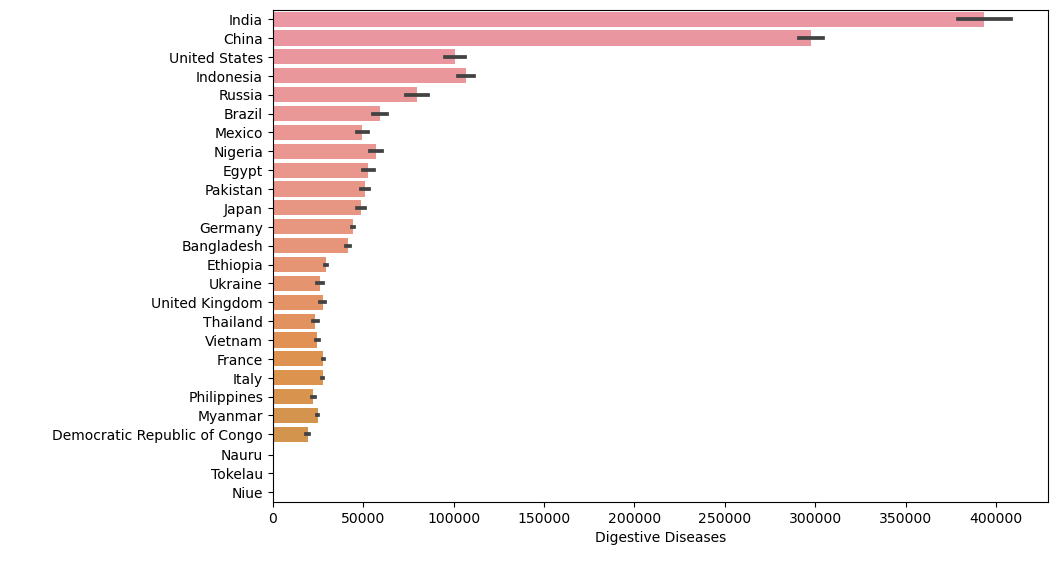 India
China
United States
Indonesia
Russia
Brazil
Mexico
Nigeria
Egypt
Pakistan
Japan
Germany
Bangladesh
Ethiopia
Ukraine
United Kingdom
Thailand
Vietnam
France
Italy
Philippines
Myanmar
Democratic Republic of Congo
Nauru
Tokelau
Niue
0 50000 100000 150000 200000 250000 300000 350000 400000
Digestive Diseases